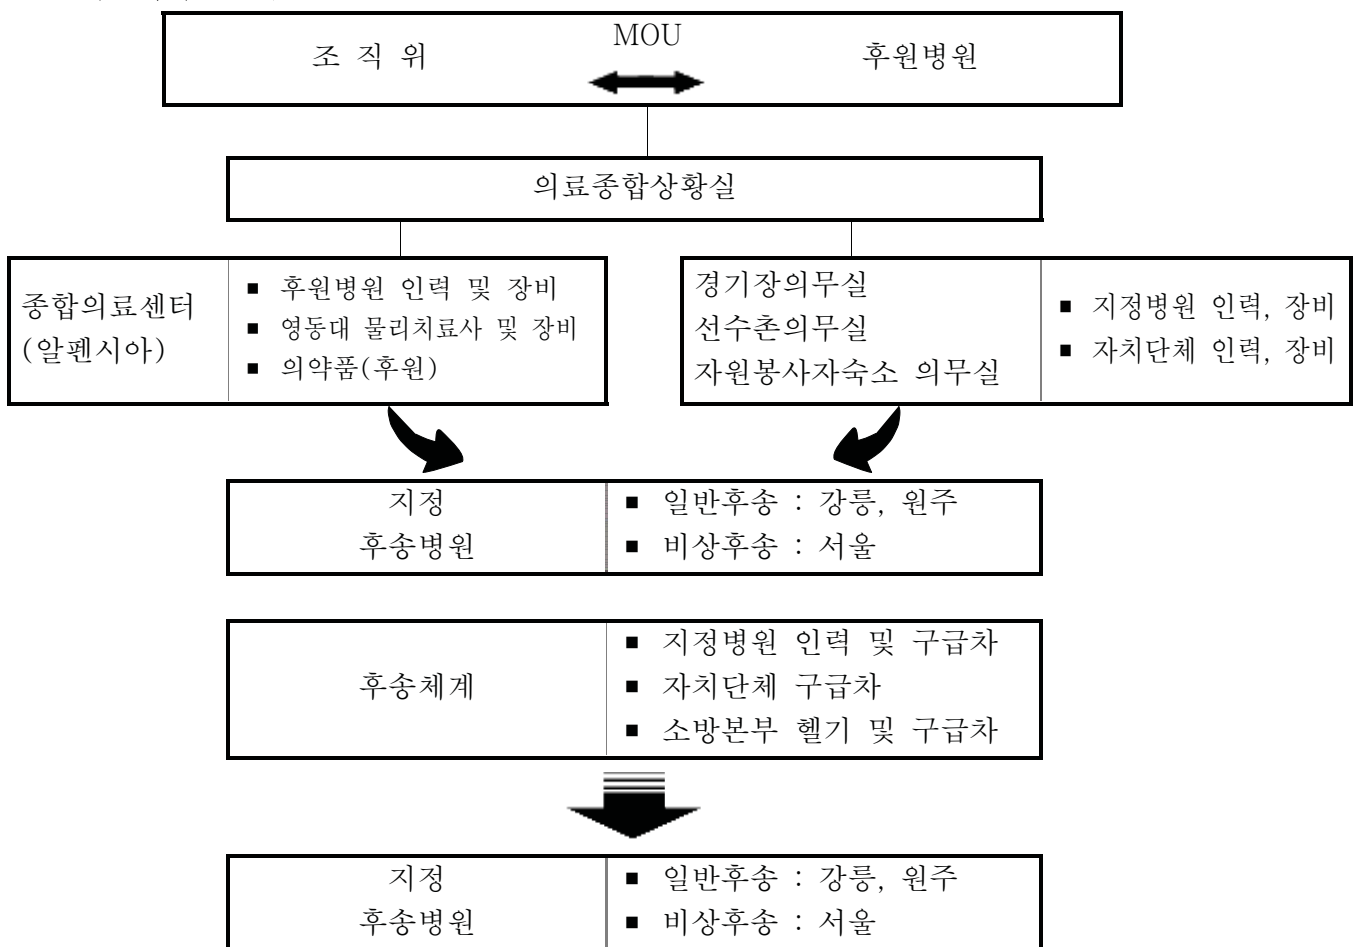 MOU
조 직 위
후원병원
의료종합상황실
종합의료센터
(알펜시아)
■ 후원병원 인력 및 장비
■ 영동대 물리치료사 및 장비
■ 의약품(후원)
경기장의무실
선수촌의무실
자원봉사자숙소 의무실
■ 지정병원 인력, 장비
■ 자치단체 인력, 장비
지정
후송병원
■ 일반후송 : 강릉, 원주
■ 비상후송 : 서울
후송체계
■ 지정병원 인력 및 구급차
■ 자치단체 구급차
■ 소방본부 헬기 및 구급차
지정
후송병원
■ 일반후송 : 강릉, 원주
■ 비상후송 : 서울